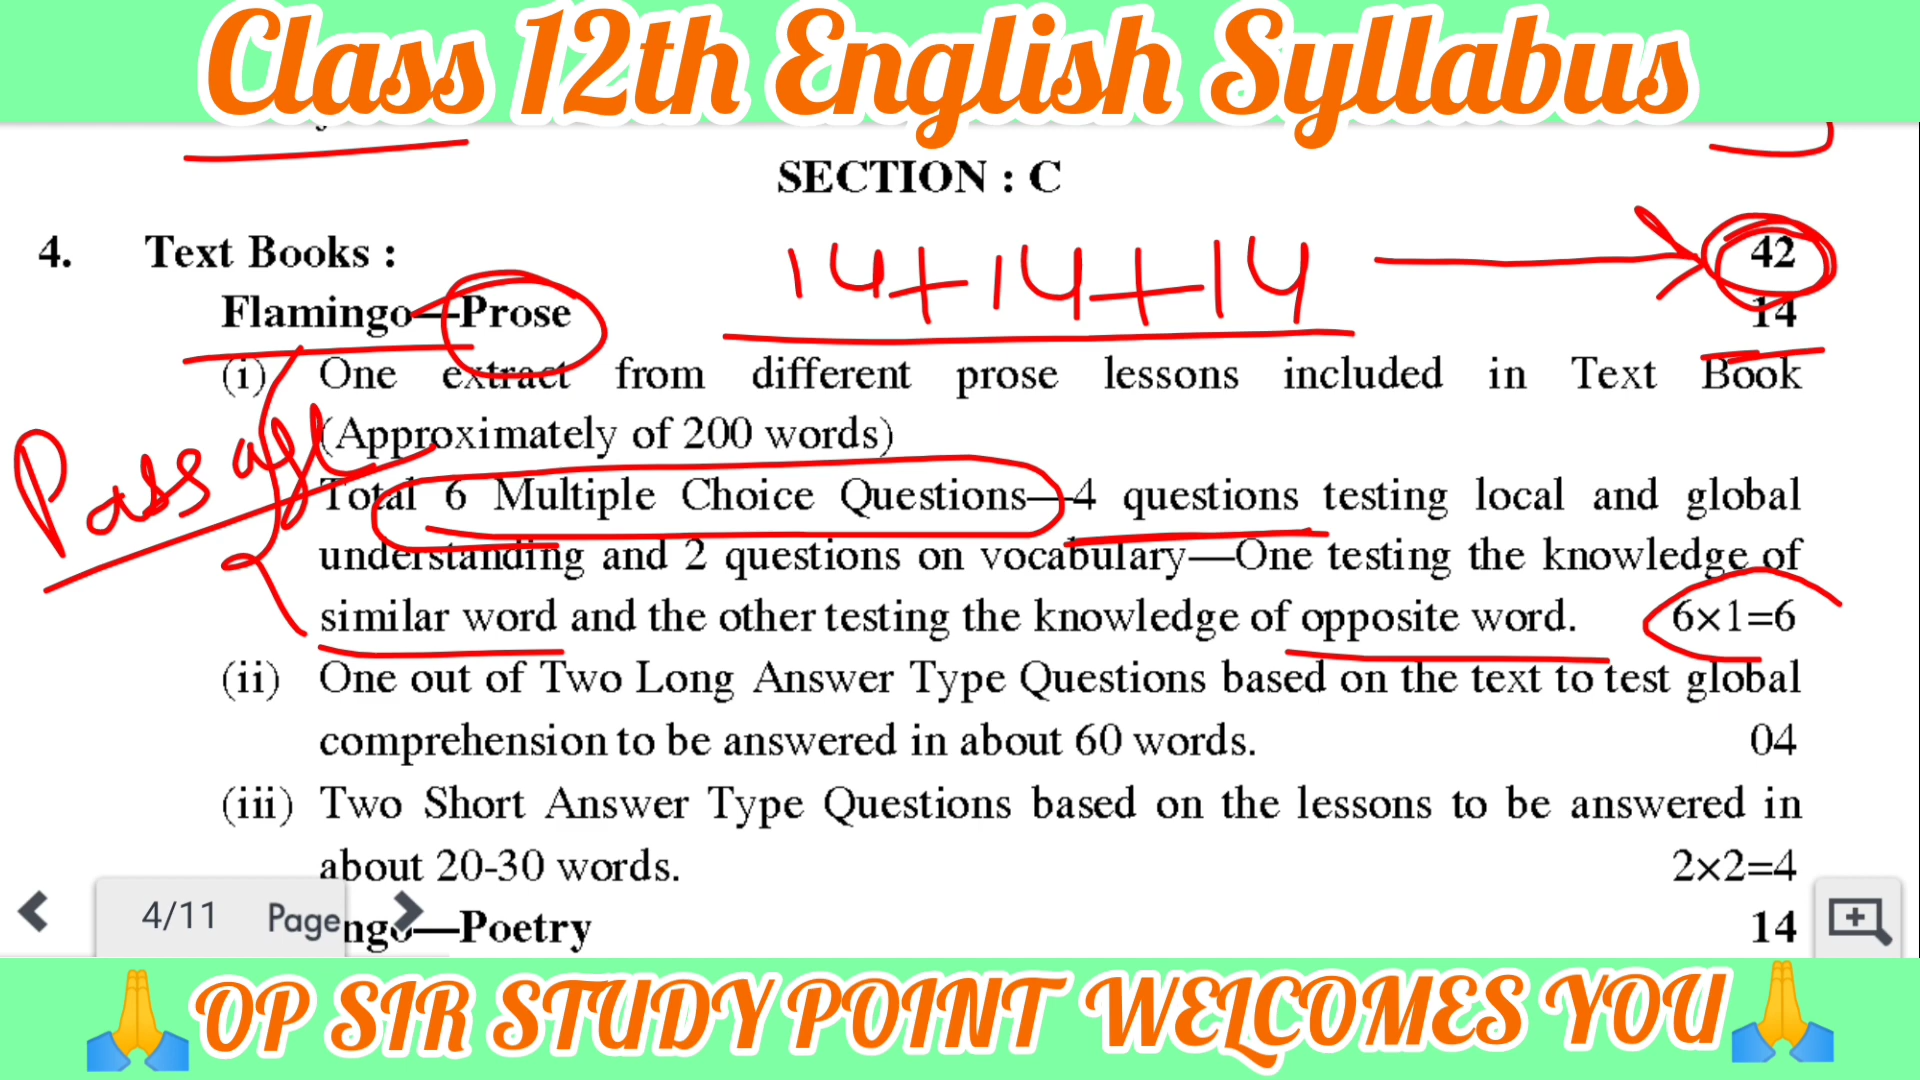 Class 12th English Syllabus
SECTION : C
4. Text Books : 14+14+14 42
Flamingo—Prose 14
(i) One extract from different prose lessons included in Text Book
Passage (Approximately of 200 words)
Total 6 Multiple Choice Questions—4 questions testing local and global
understanding and 2 questions on vocabulary—One testing the knowledge of
similar word and the other testing the knowledge of opposite word. 6×1=6
(ii) One out of Two Long Answer Type Questions based on the text to test global
comprehension to be answered in about 60 words. 04
(iii) Two Short Answer Type Questions based on the lessons to be answered in
about 20-30 words. 2×2=4
4/11 Page
ngo—Poetry 14
OP SIR STUDY POINT WELCOMES YOU